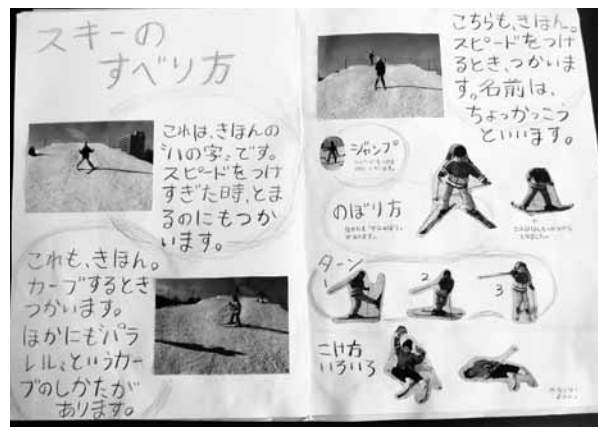 スキーの
すべり方
これは、きほんの
「ハの字」です。
スピードをつけ
すぎた時、とま
るのにもつか
います。
これも、きほん。
カーブするとき
つかいます。
ほかにも「パラ
レル」というカー
ブのしかたが
あります。
こちらも、きほん。
スピードをつけ
るとき、つかいま
す。名前は、
ちょっかっこう
といいます。
ジャンプ
のぼり方
ターン
1
2
3
こけ方
いろいろ